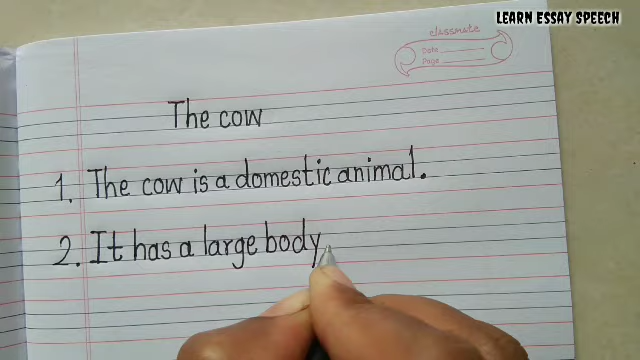 LEARN ESSAY SPEECH
classmate
Date
Page
The cow
1. The cow is a domestic animal.
2. It has a large body